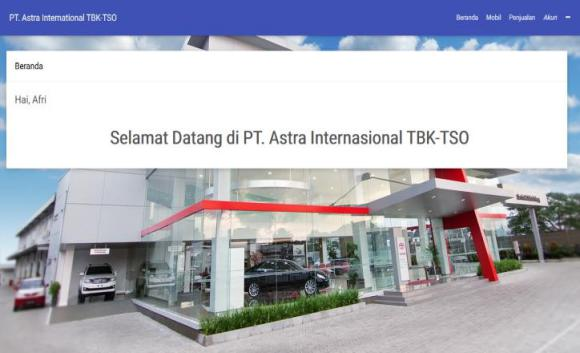 PT. Astra International TBK-TSO
Beranda Mobil Penjualan Akun
Beranda
Hai, Afri
Selamat Datang di PT. Astra Internasional TBK-TSO